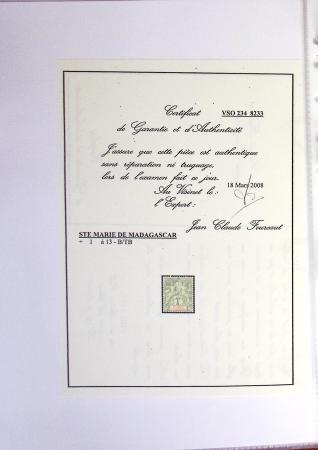 Certificat VSO 234 8233
de Garantie et d'Authenticité
J'assure que cette pièce est authentique
sans réparation ni truquage,
lors de l'examen fait ce jour.
Au Vésinet le : 18 Mars 2008
l'Expert :
Jean Claude Fourcaut
STE MARIE DE MADAGASCAR
+ 1 à 13 - B/TB